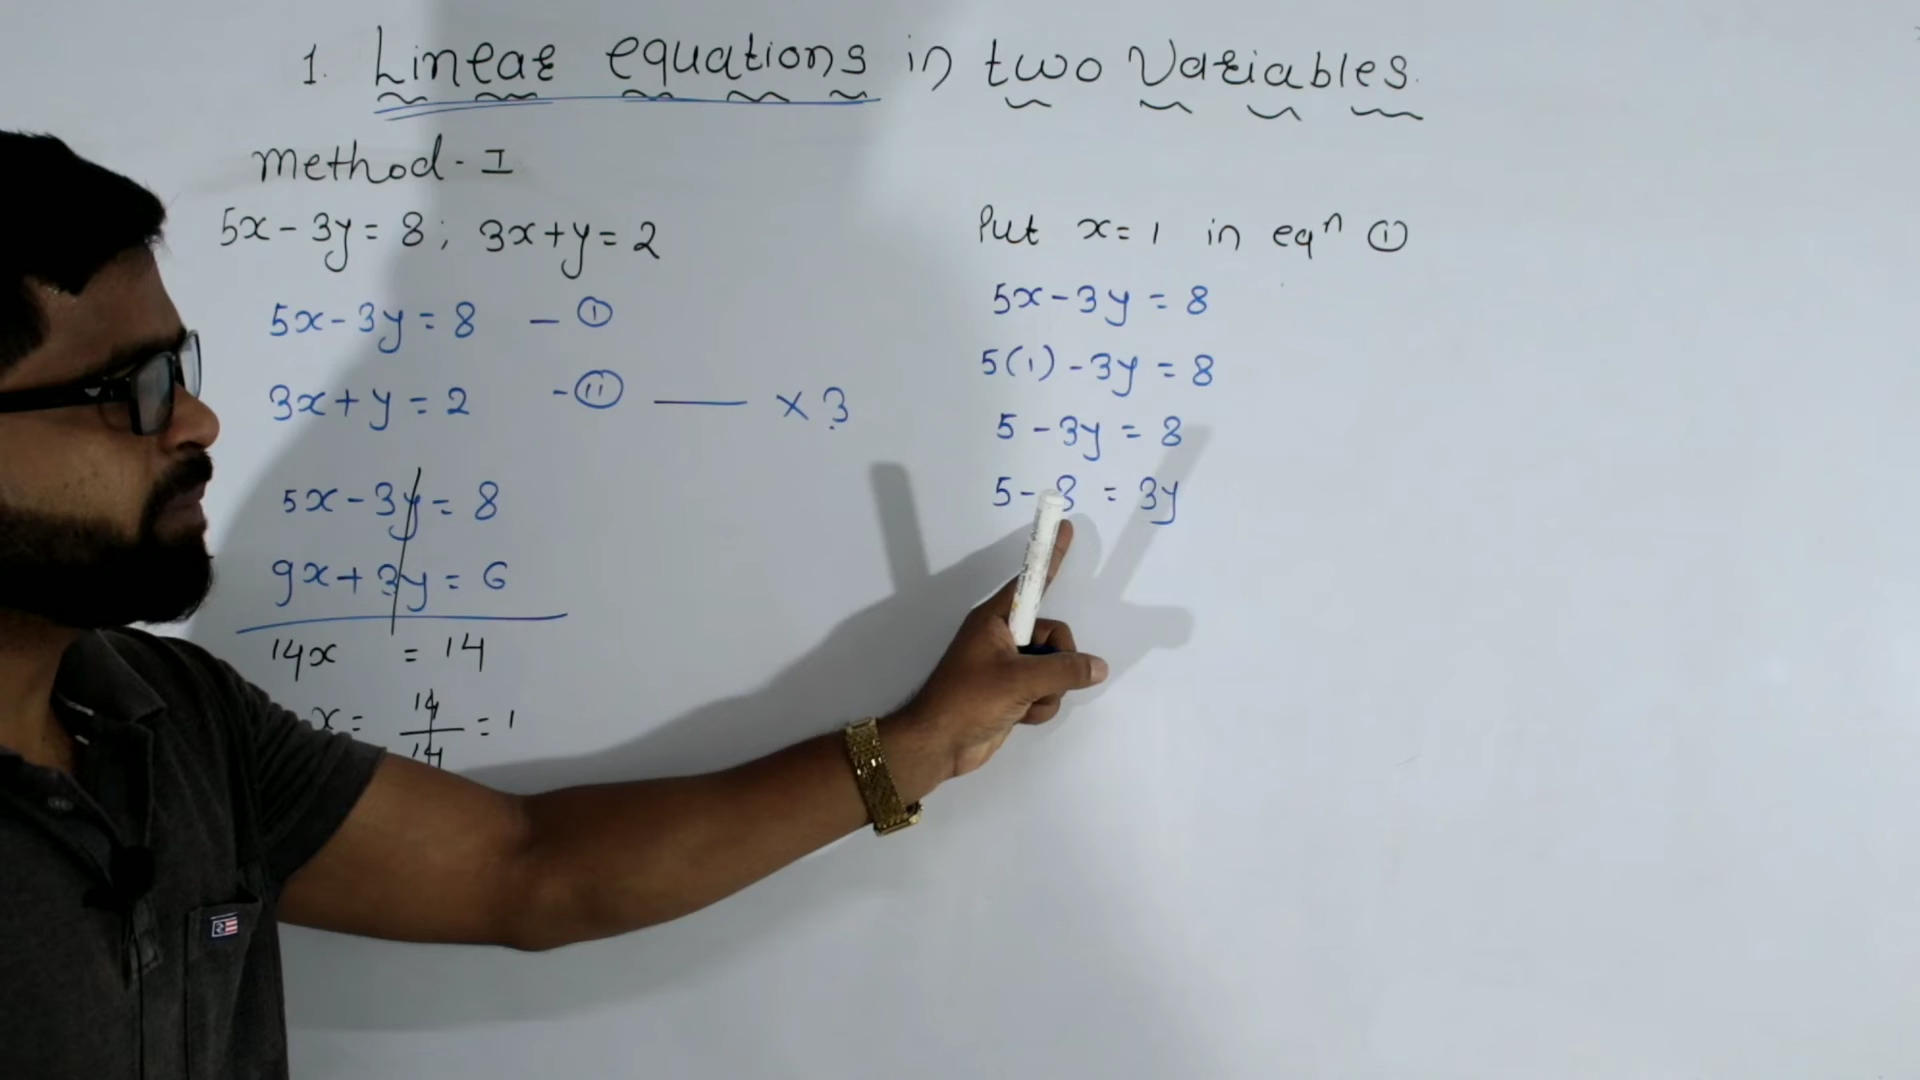 1. Linear equations in two Variables.
Method - I
5x - 3y = 8 ; 3x + y = 2
5x - 3y = 8 — ①
3x + y = 2 - ⑪ —— × 3
5x - 3y = 8
9x + 3y = 6
14x = 14
x = 14/14 = 1
Put x = 1 in eqⁿ ①
5x - 3y = 8
5(1) - 3y = 8
5 - 3y = 8
5 - 8 = 3y